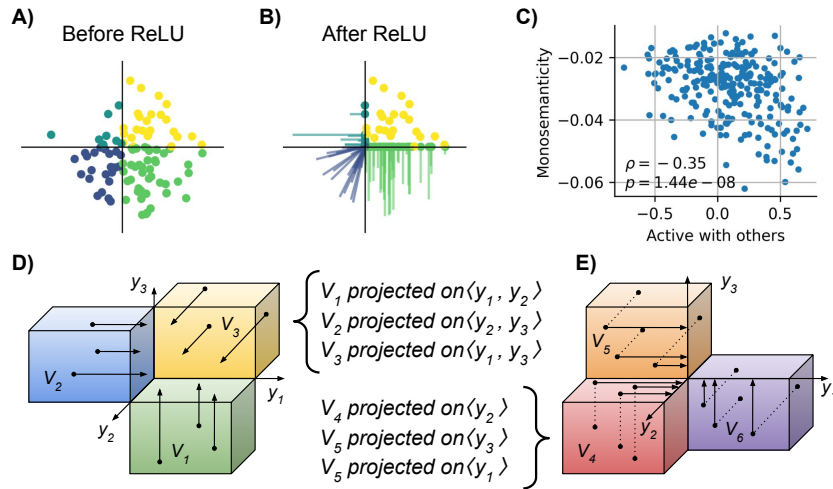 A)
Before ReLU
B)
After ReLU
C)
Monosemanticity
−0.02
−0.04
−0.06
ρ = −0.35
p = 1.44e−08
−0.5
0.0
0.5
Active with others
D)
y3
V3
V2
y1
y2
V1
V1 projected on⟨y1 , y2 ⟩
V2 projected on⟨y2 , y3 ⟩
V3 projected on⟨y1 , y3 ⟩
V4 projected on⟨y2 ⟩
V5 projected on⟨y3 ⟩
V5 projected on⟨y1 ⟩
E)
y3
V5
y2
V4
V6